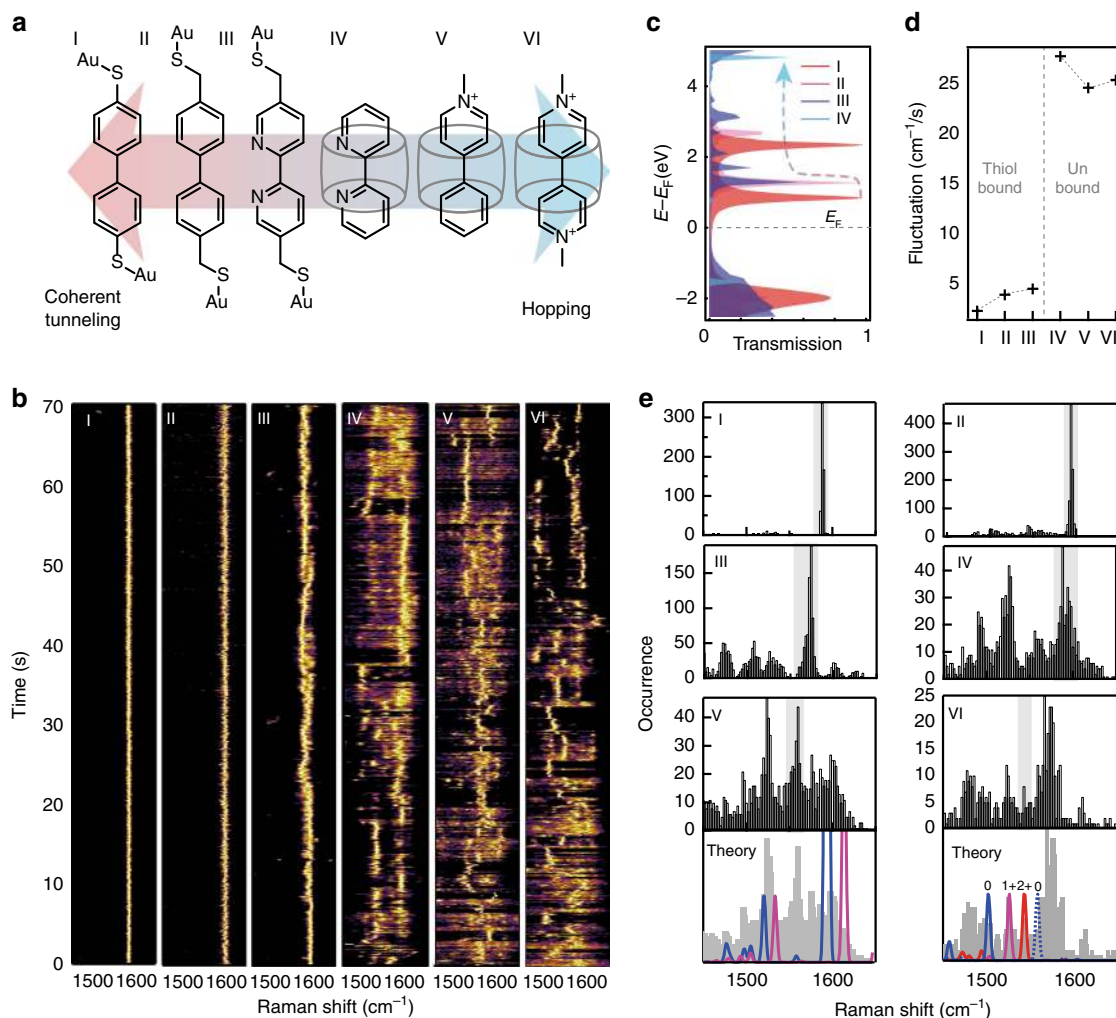 a
I
II
III
IV
V
VI
Au
Au
Au
S
S
S
N
N
N
N
N+
N+
N+
S
Au
S
Au
S
Au
Coherent
tunneling
Hopping
b
70
60
50
40
30
20
10
0
Time (s)
I
II
III
IV
V
VI
1500 1600
1500 1600
1500 1600
1500 1600
1500 1600
1500 1600
Raman shift (cm−1)
c
4
2
0
−2
E–EF (eV)
I
II
III
IV
EF
0
1
Transmission
d
25
20
15
10
5
Fluctuation (cm−1/s)
Thiol
bound
Un
bound
I II III IV V VI
e
300
200
100
0
I
400
300
200
100
0
II
150
100
50
0
III
40
30
20
10
0
IV
40
30
20
10
0
V
25
20
15
10
5
0
VI
Occurrence
Theory
Theory
0 1+2+ 0
1500 1600
1500 1600
Raman shift (cm−1)